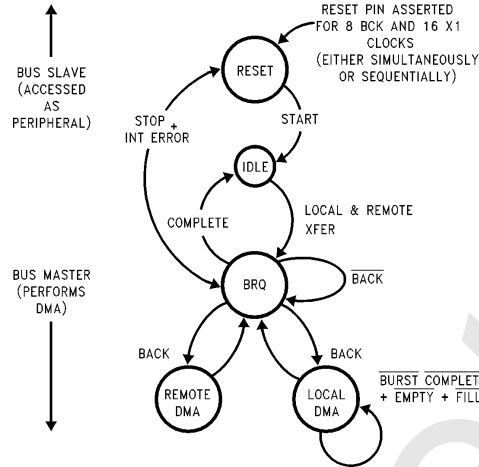 RESET PIN ASSERTED
FOR 8 BCK AND 16 X1
CLOCKS
(EITHER SIMULTANEOUSLY
OR SEQUENTIALLY)
BUS SLAVE
(ACCESSED
AS
PERIPHERAL)
RESET
STOP +
INT ERROR
START
IDLE
COMPLETE
LOCAL & REMOTE
XFER
BUS MASTER
(PERFORMS
DMA)
BRQ
BACK
BACK
BACK
REMOTE
DMA
LOCAL
DMA
BURST COMPLETE
+ EMPTY + FILL